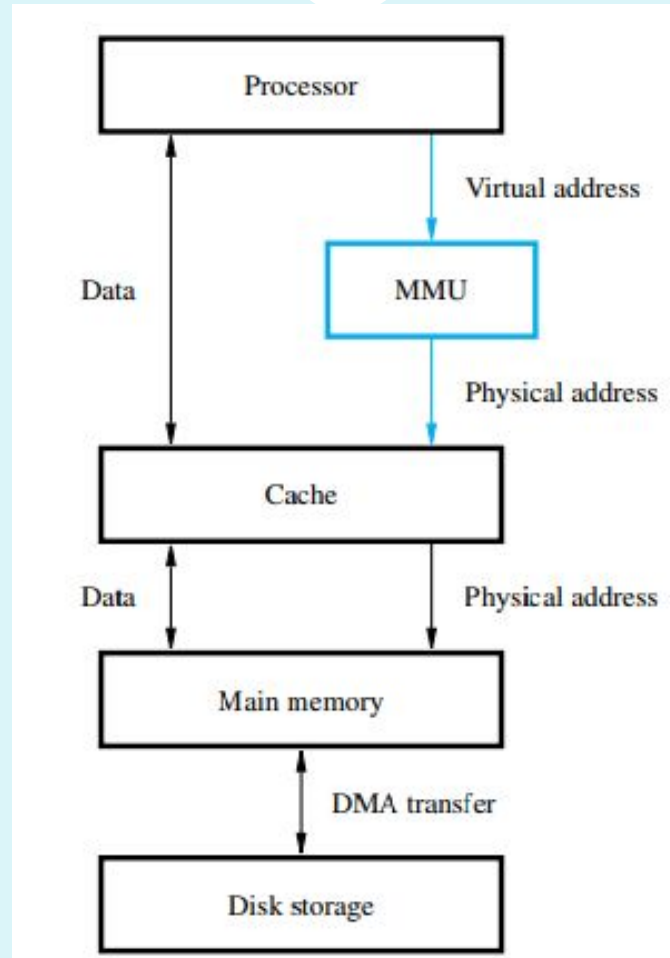 Processor
Virtual address
Data
MMU
Physical address
Cache
Data
Physical address
Main memory
DMA transfer
Disk storage